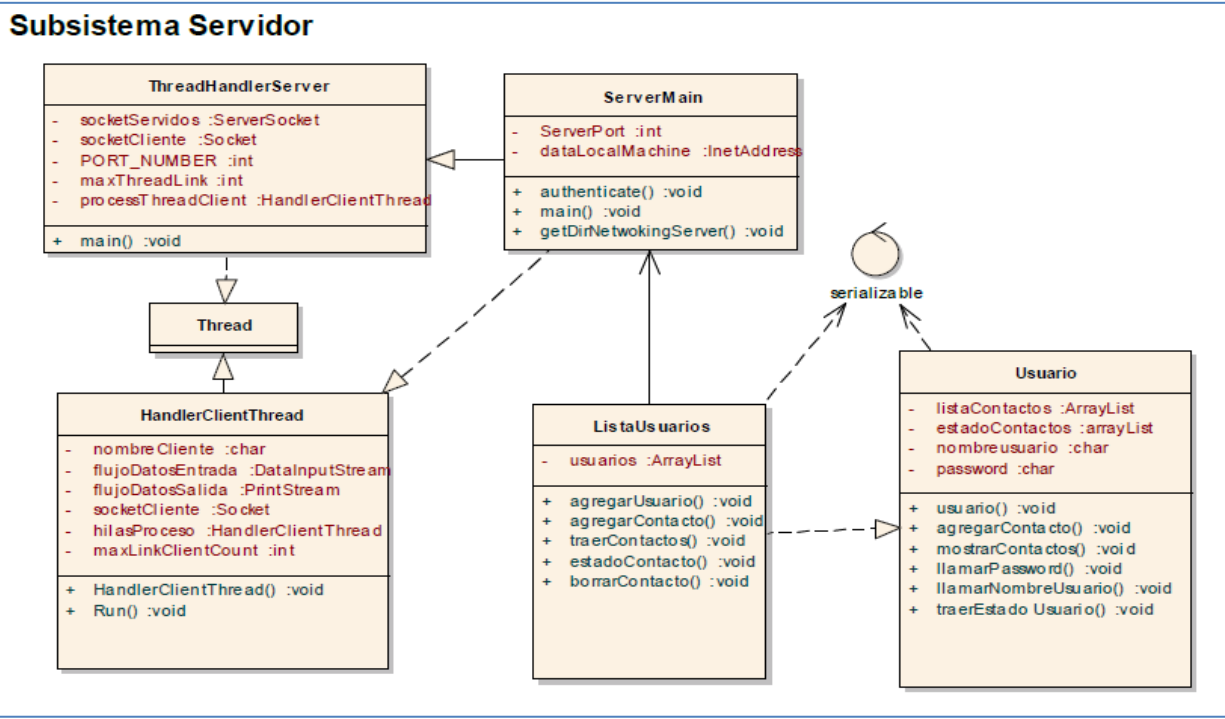 Subsistema Servidor
ThreadHandlerServer
- socketServidos :ServerSocket
- socketCliente :Socket
- PORT_NUMBER :int
- maxThreadLink :int
- processThreadClient :HandlerClientThread
+ main() :void
ServerMain
- ServerPort :int
- dataLocalMachine :InetAddress
+ authenticate() :void
+ main() :void
+ getDirNetwokingServer() :void
serializable
Thread
HandlerClientThread
- nombreCliente :char
- flujoDatosEntrada :DataInputStream
- flujoDatosSalida :PrintStream
- socketCliente :Socket
- hilasProceso :HandlerClientThread
- maxLinkClientCount :int
+ HandlerClientThread() :void
+ Run() :void
ListaUsuarios
- usuarios :ArrayList
+ agregarUsuario() :void
+ agregarContacto() :void
+ traerContactos() :void
+ estadoContacto() :void
+ borrarContacto() :void
Usuario
- listaContactos :ArrayList
- estadoContactos :arrayList
- nombreusuario :char
- password :char
+ usuario() :void
+ agregarContacto() :void
+ mostrarContactos() :void
+ llamarPassword() :void
+ llamarNombreUsuario() :void
+ traerEstado Usuario() :void